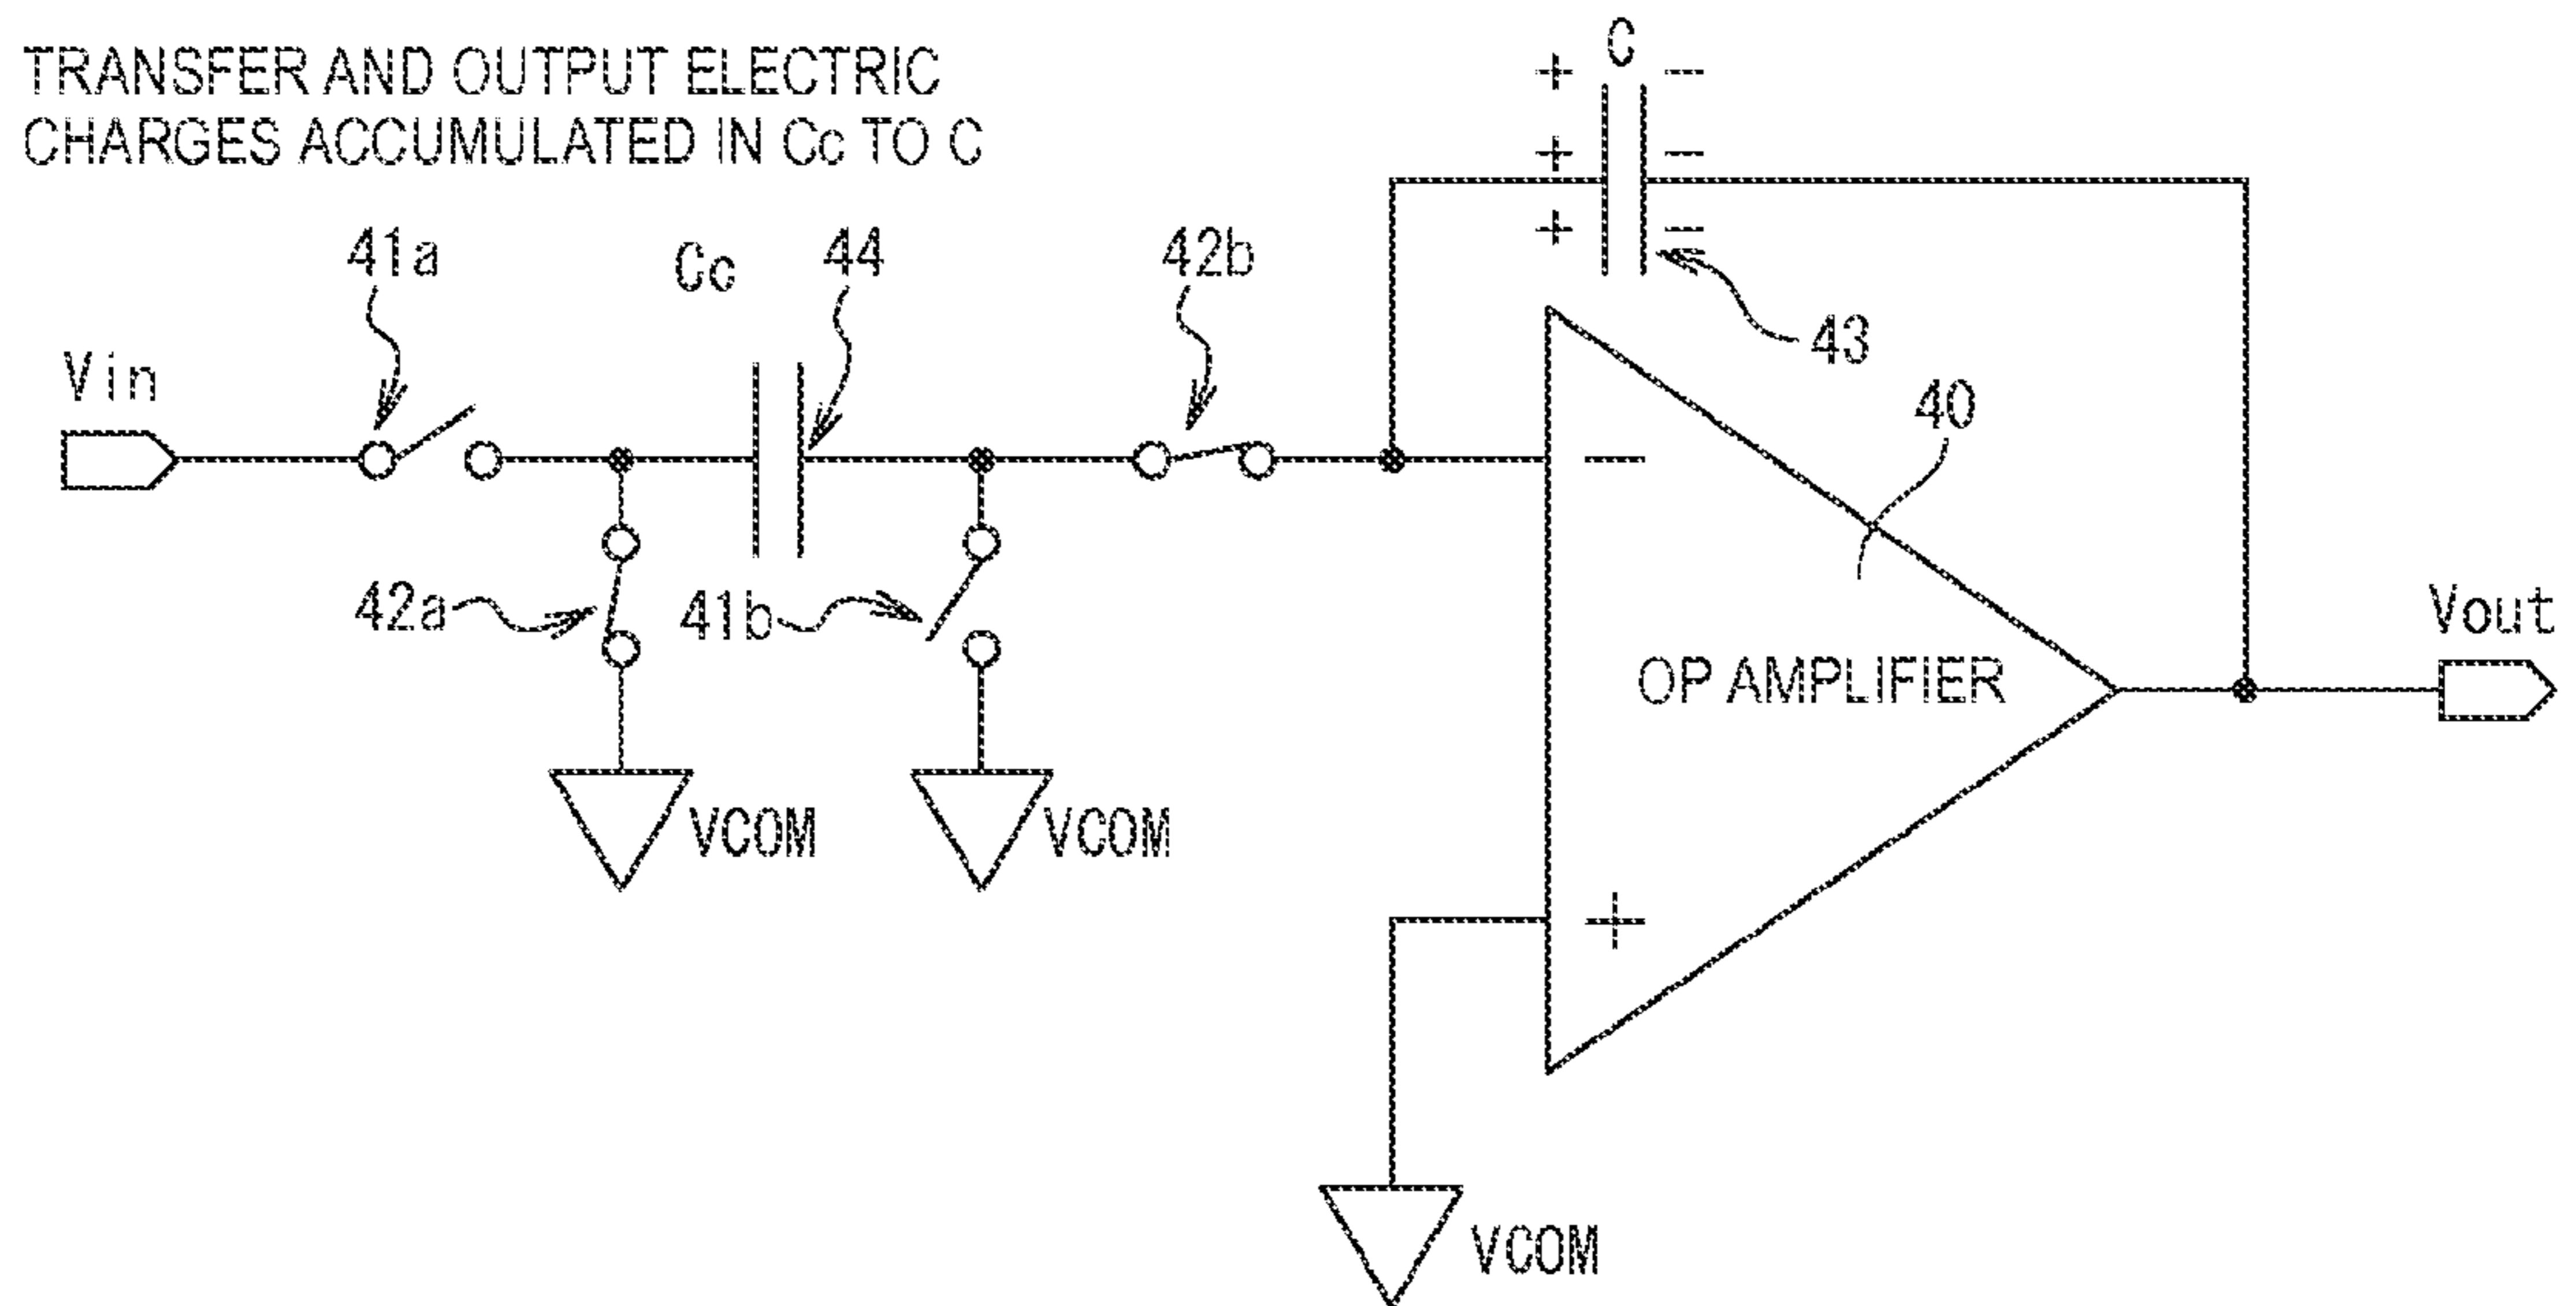 TRANSFER AND OUTPUT ELECTRIC
CHARGES ACCUMULATED IN Cc TO C
C
+ −
+ −
+ −
41a
Cc
44
42b
43
Vin
40
−
42a
41b
Vout
OP AMPLIFIER
VCOM
VCOM
+
VCOM